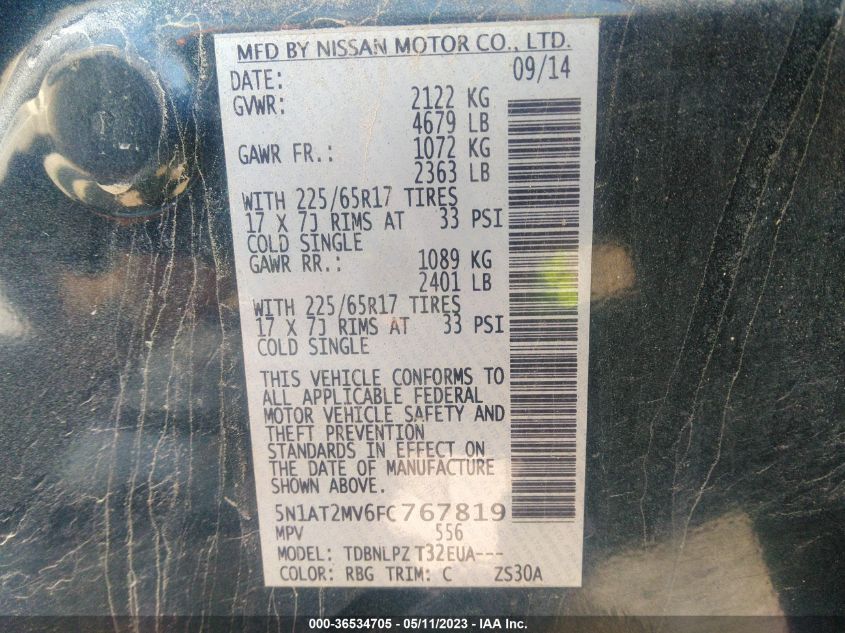 MFD BY NISSAN MOTOR CO., LTD.
DATE: 09/14
GVWR: 2122 KG
4679 LB
GAWR FR.: 1072 KG
2363 LB
WITH 225/65R17 TIRES
17 X 7J RIMS AT 33 PSI
COLD SINGLE
GAWR RR.: 1089 KG
2401 LB
WITH 225/65R17 TIRES
17 X 7J RIMS AT 33 PSI
COLD SINGLE
THIS VEHICLE CONFORMS TO
ALL APPLICABLE FEDERAL
MOTOR VEHICLE SAFETY AND
THEFT PREVENTION
STANDARDS IN EFFECT ON
THE DATE OF MANUFACTURE
SHOWN ABOVE.
5N1AT2MV6FC767819
MPV 556
MODEL: TDBNLPZ T32EUA---
COLOR: RBG TRIM: C ZS30A
000-36534705 - 05/11/2023 - IAA Inc.